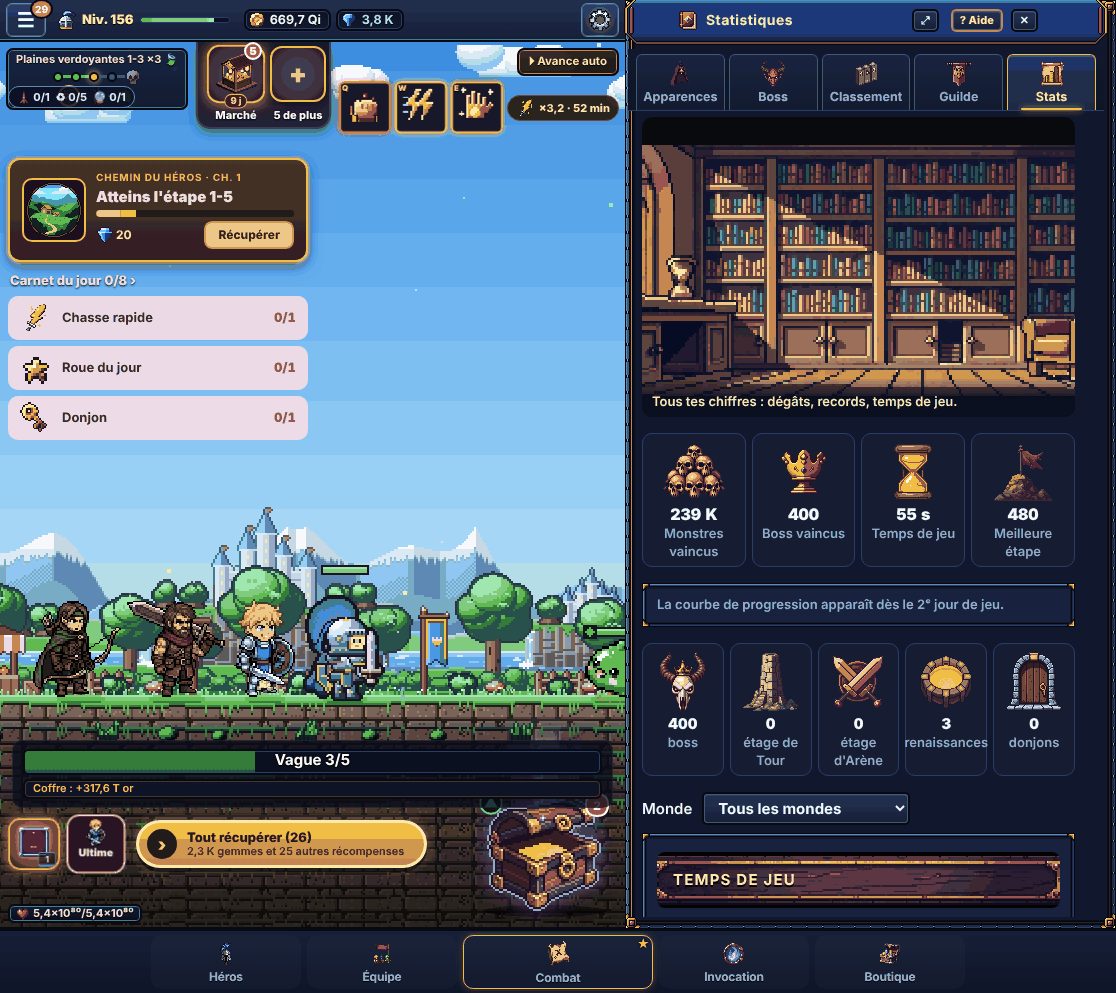 29
Niv. 156
669,7 Qi
3,8 K
Plaines verdoyantes 1-3 ×3
0/1 0/5 0/1
5
9 j
Marché
5 de plus
Avance auto
Q
W
E
×3,2 · 52 min
CHEMIN DU HÉROS · CH. 1
Atteins l'étape 1-5
20
Récupérer
Carnet du jour 0/8 ›
Chasse rapide 0/1
Roue du jour 0/1
Donjon 0/1
Vague 3/5
Coffre : +317,6 T or
1
Ultime
Tout récupérer (26)
2,3 K gemmes et 25 autres récompenses
2
5,4×10⁸⁰/5,4×10⁸⁰
Statistiques
? Aide
Apparences
Boss
Classement
Guilde
Stats
Tous tes chiffres : dégâts, records, temps de jeu.
239 K
Monstres
vaincus
400
Boss vaincus
55 s
Temps de jeu
480
Meilleure
étape
La courbe de progression apparaît dès le 2ᵉ jour de jeu.
400
boss
0
étage de
Tour
0
étage
d'Arène
3
renaissances
0
donjons
Monde
Tous les mondes
TEMPS DE JEU
Héros
Équipe
Combat
Invocation
Boutique